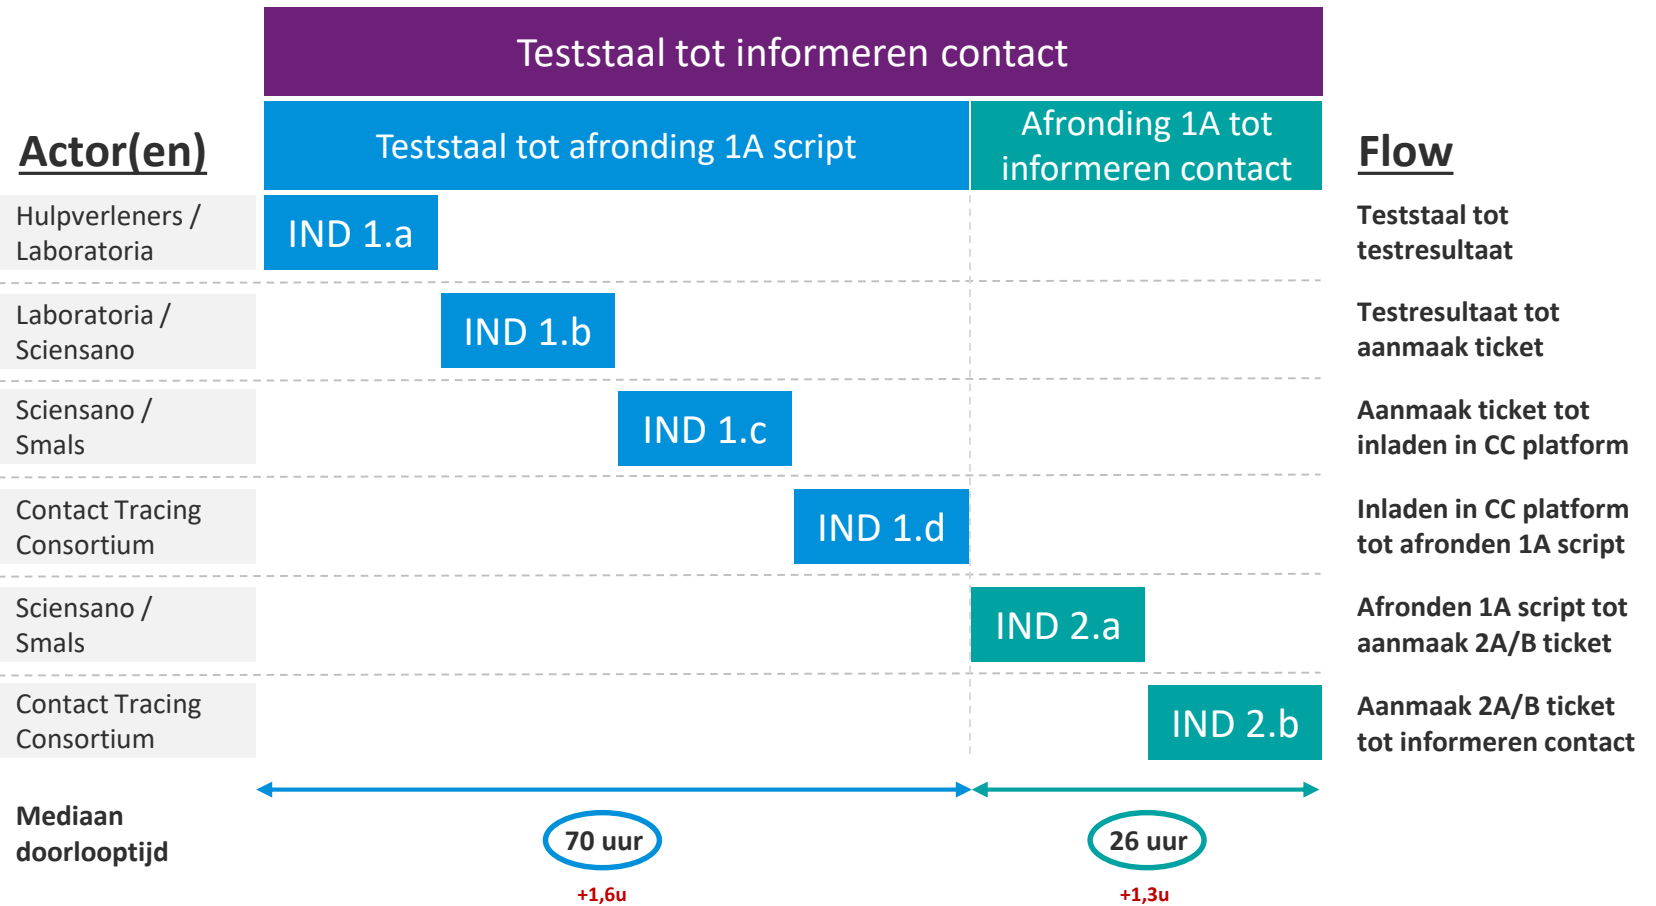 Teststaal tot informeren contact
Teststaal tot afronding 1A script
Afronding 1A tot
informeren contact
Actor(en)
Flow
Hulpverleners /
Laboratoria
IND 1.a
Teststaal tot
testresultaat
Laboratoria /
Sciensano
IND 1.b
Testresultaat tot
aanmaak ticket
Sciensano /
Smals
IND 1.c
Aanmaak ticket tot
inladen in CC platform
Contact Tracing
Consortium
IND 1.d
Inladen in CC platform
tot afronden 1A script
Sciensano /
Smals
IND 2.a
Afronden 1A script tot
aanmaak 2A/B ticket
Contact Tracing
Consortium
IND 2.b
Aanmaak 2A/B ticket
tot informeren contact
Mediaan
doorlooptijd
70 uur
26 uur
+1,6u
+1,3u